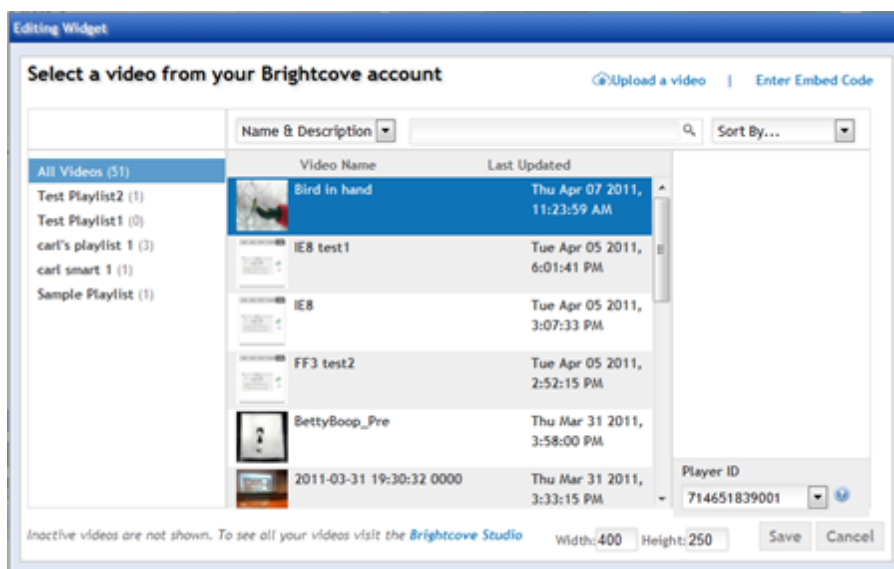 Editing Widget
Select a video from your Brightcove account
Upload a video | Enter Embed Code
Name & Description
Sort By...
All Videos (51)
Test Playlist2 (1)
Test Playlist1 (0)
carl's playlist 1 (3)
carl smart 1 (1)
Sample Playlist (1)
Video Name Last Updated
Bird in hand Thu Apr 07 2011,
11:23:59 AM
IE8 test1 Tue Apr 05 2011,
6:01:41 PM
IE8 Tue Apr 05 2011,
3:07:33 PM
FF3 test2 Tue Apr 05 2011,
2:52:15 PM
BettyBoop_Pre Thu Mar 31 2011,
3:58:00 PM
2011-03-31 19:30:32 0000 Thu Mar 31 2011,
3:33:15 PM
Player ID
714651839001
Inactive videos are not shown. To see all your videos visit the Brightcove Studio
Width: 400 Height: 250
Save Cancel